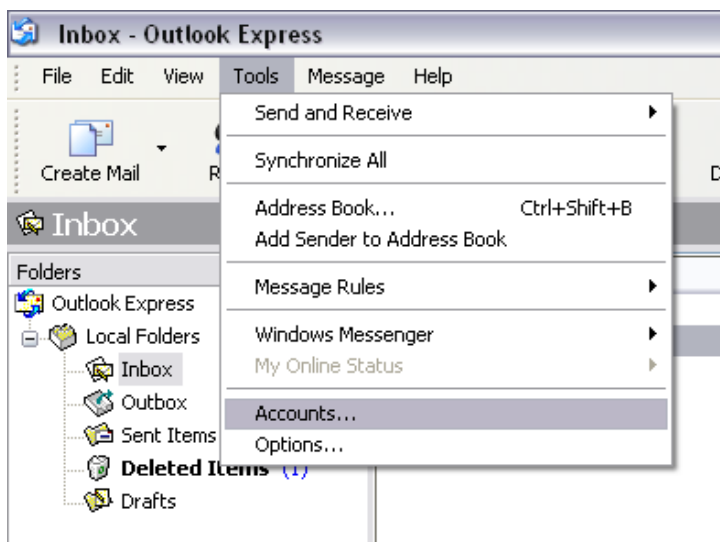 Inbox - Outlook Express
File Edit View Tools Message Help
Create Mail
Send and Receive
Synchronize All
Address Book... Ctrl+Shift+B
Add Sender to Address Book
Message Rules
Windows Messenger
My Online Status
Accounts...
Options...
Inbox
Folders
Outlook Express
Local Folders
Inbox
Outbox
Sent Items
Deleted Items (1)
Drafts